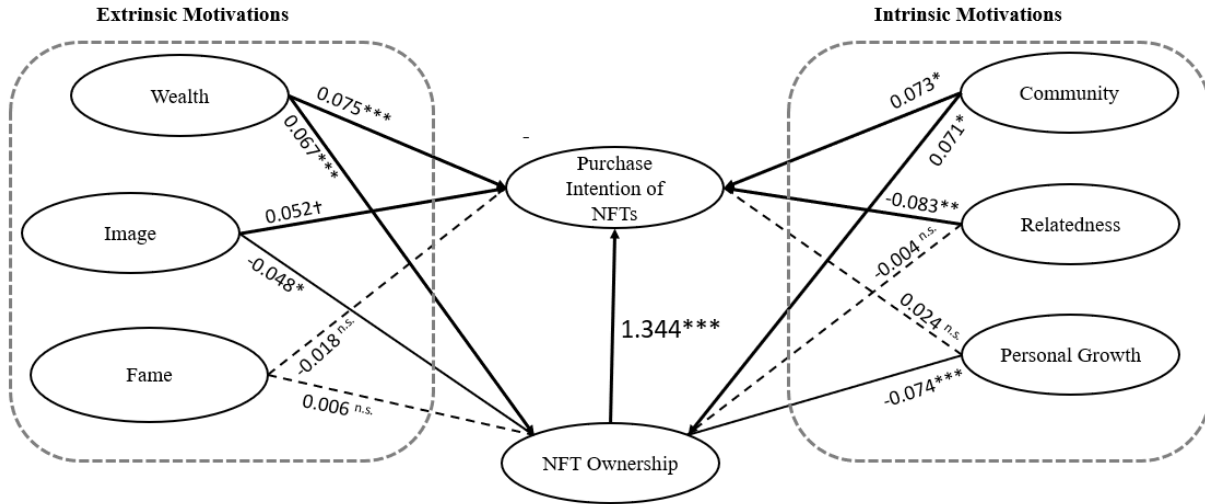 Extrinsic Motivations
Intrinsic Motivations
Wealth
Image
Fame
0.075***
0.067***
0.052†
-0.048*
-0.018 n.s.
0.006 n.s.
-
Purchase
Intention of
NFTs
1.344***
NFT Ownership
0.073*
0.071*
-0.083**
-0.004 n.s.
0.024 n.s.
-0.074***
Community
Relatedness
Personal Growth